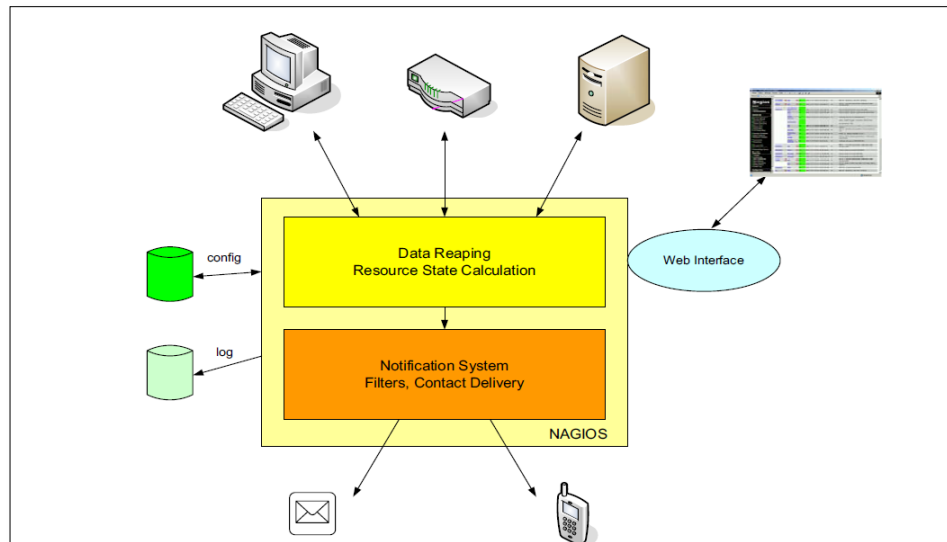 Data Reaping
Resource State Calculation
config
Web Interface
log
Notification System
Filters, Contact Delivery
NAGIOS